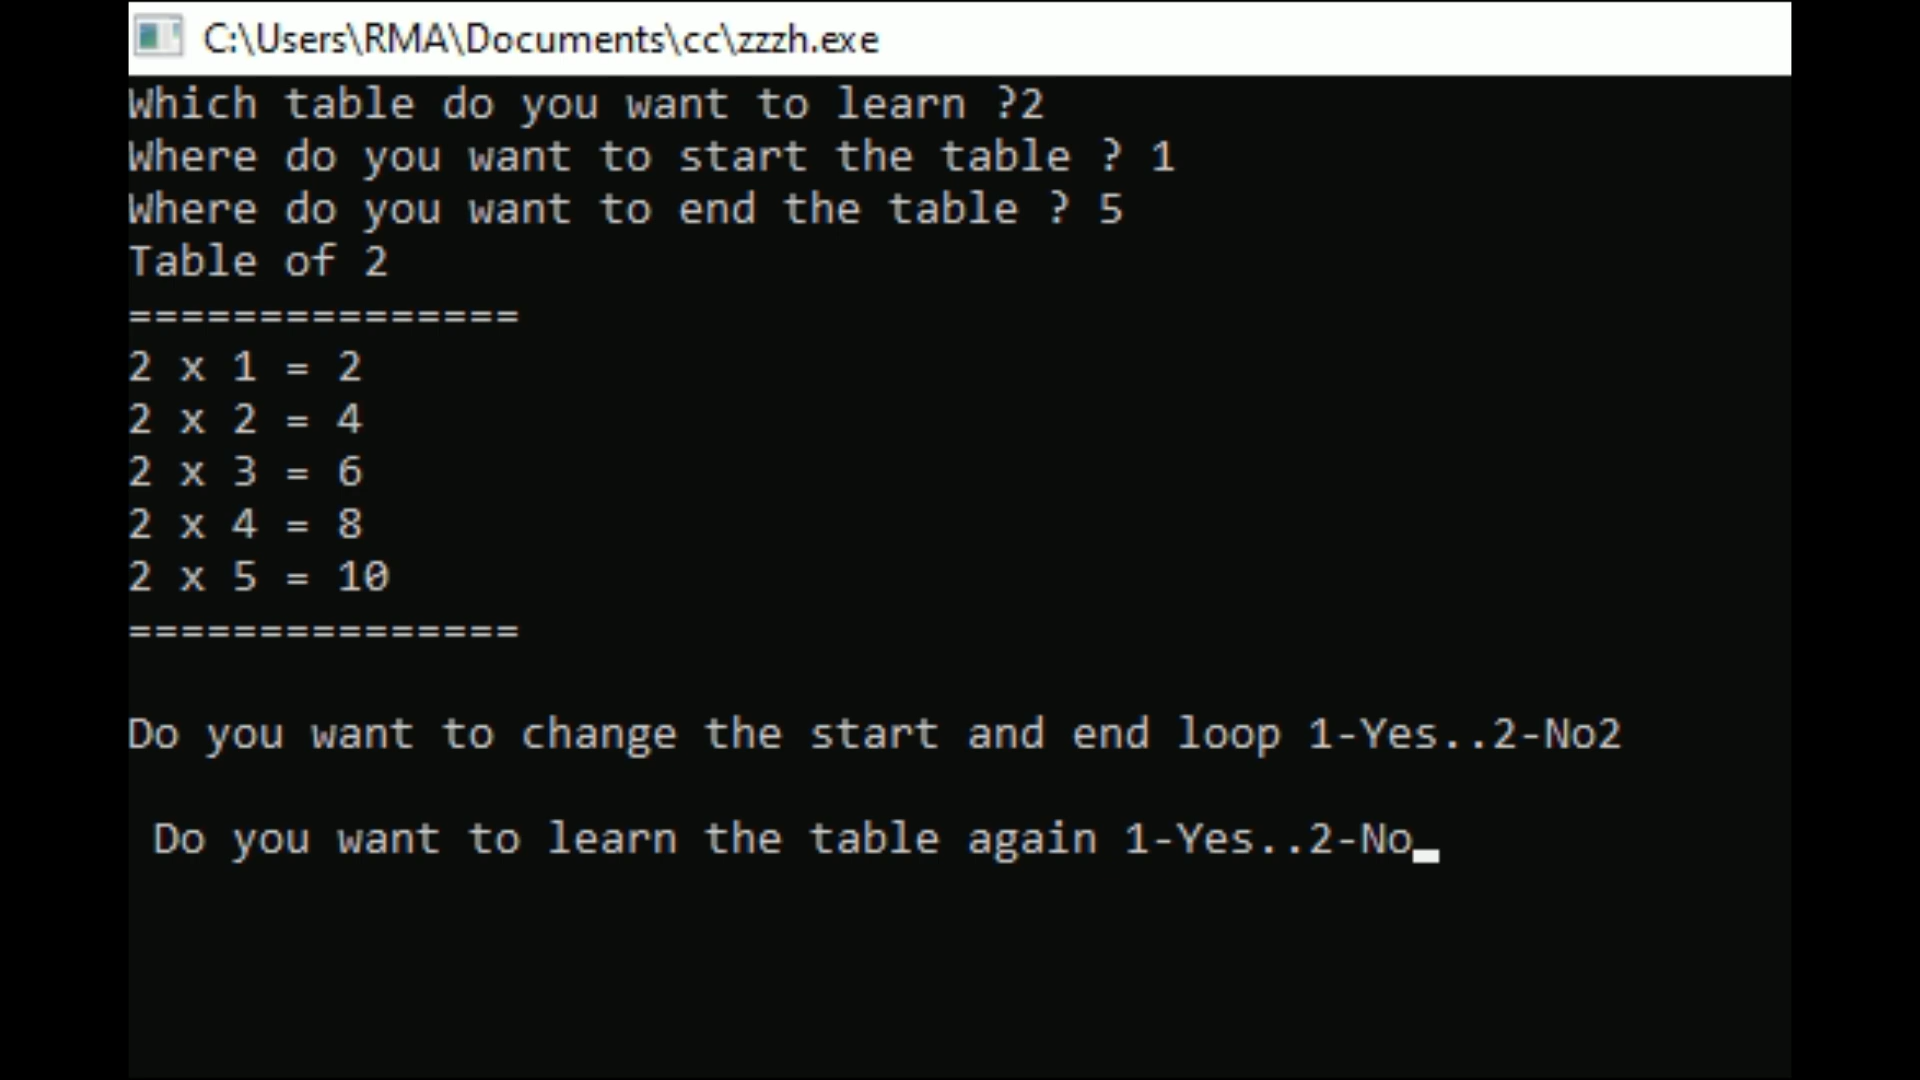 C:\Users\RMA\Documents\cc\zzzh.exe
Which table do you want to learn ?2
Where do you want to start the table ? 1
Where do you want to end the table ? 5
Table of 2
===============
2 x 1 = 2
2 x 2 = 4
2 x 3 = 6
2 x 4 = 8
2 x 5 = 10
===============
Do you want to change the start and end loop 1-Yes..2-No2
Do you want to learn the table again 1-Yes..2-No